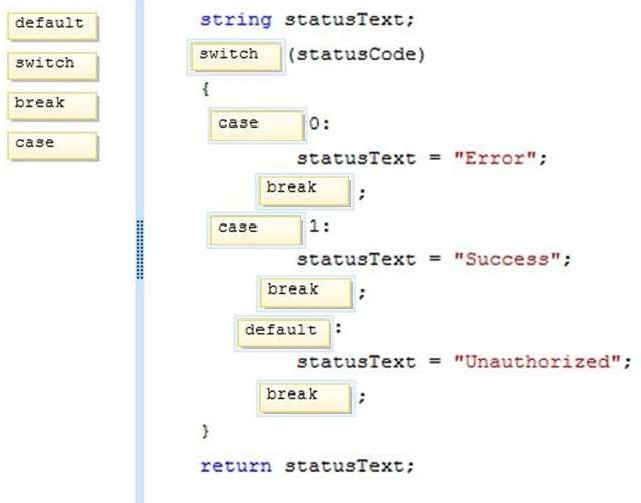 default
switch
break
case
string statusText;
switch (statusCode)
{
case 0:
statusText = "Error";
break ;
case 1:
statusText = "Success";
break ;
default :
statusText = "Unauthorized";
break ;
}
return statusText;